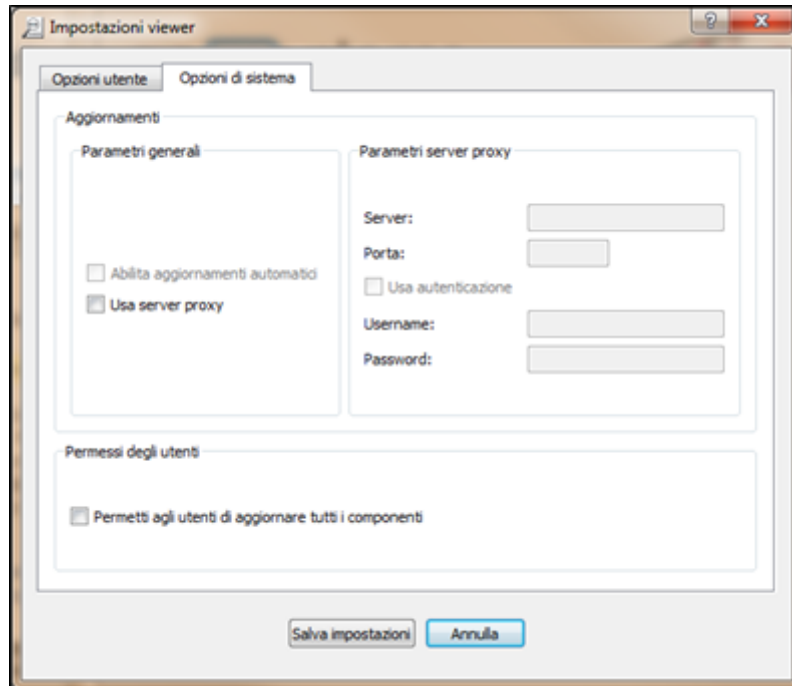 Impostazioni viewer
Opzioni utente
Opzioni di sistema
Aggiornamenti
Parametri generali
Abilita aggiornamenti automatici
Usa server proxy
Parametri server proxy
Server:
Porta:
Usa autenticazione
Username:
Password:
Permessi degli utenti
Permetti agli utenti di aggiornare tutti i componenti
Salva impostazioni
Annulla